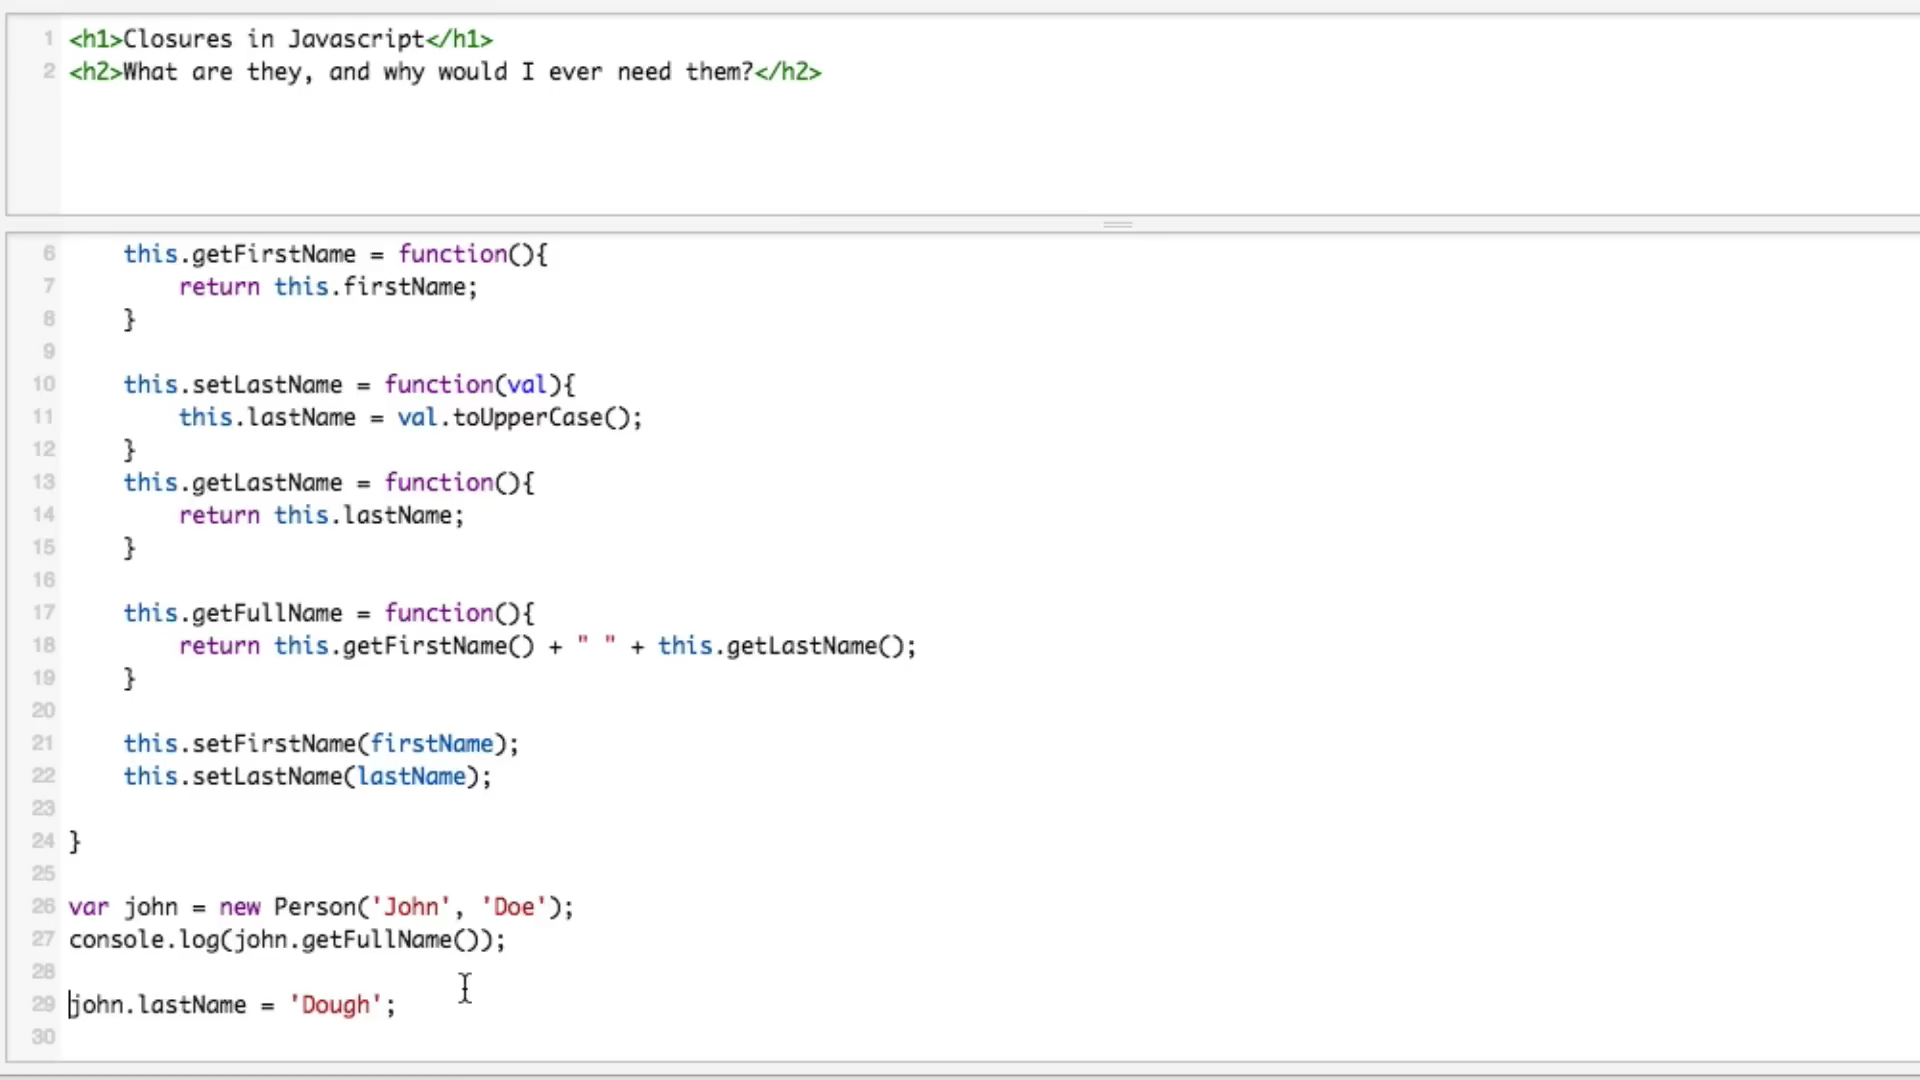 1 <h1>Closures in Javascript</h1>
2 <h2>What are they, and why would I ever need them?</h2>
6     this.getFirstName = function(){
7         return this.firstName;
8     }
9
10     this.setLastName = function(val){
11         this.lastName = val.toUpperCase();
12     }
13     this.getLastName = function(){
14         return this.lastName;
15     }
16
17     this.getFullName = function(){
18         return this.getFirstName() + " " + this.getLastName();
19     }
20
21     this.setFirstName(firstName);
22     this.setLastName(lastName);
23
24 }
25
26 var john = new Person('John', 'Doe');
27 console.log(john.getFullName());
28
29 john.lastName = 'Dough';
30